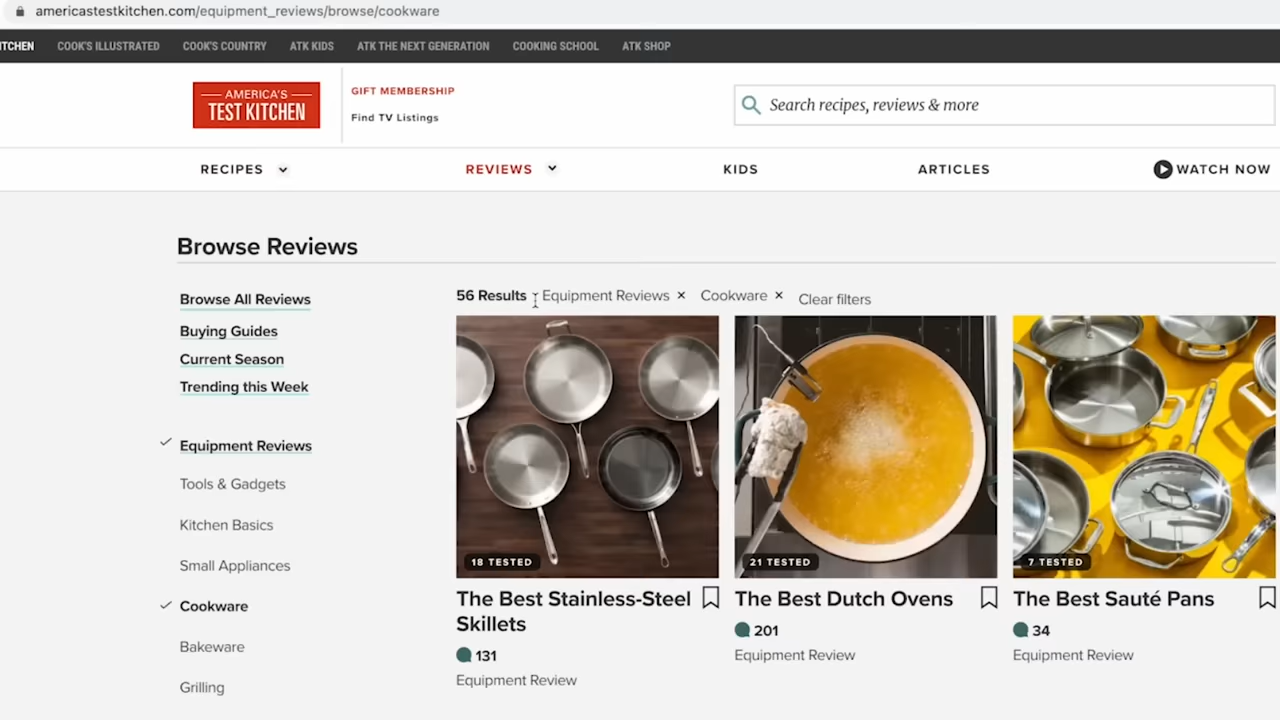 americastestkitchen.com/equipment_reviews/browse/cookware
ITCHEN COOK'S ILLUSTRATED COOK'S COUNTRY ATK KIDS ATK THE NEXT GENERATION COOKING SCHOOL ATK SHOP
AMERICA'S
TEST KITCHEN
GIFT MEMBERSHIP
Find TV Listings
Search recipes, reviews & more
RECIPES REVIEWS KIDS ARTICLES WATCH NOW
Browse Reviews
Browse All Reviews
Buying Guides
Current Season
Trending this Week
Equipment Reviews
Tools & Gadgets
Kitchen Basics
Small Appliances
Cookware
Bakeware
Grilling
56 Results - Equipment Reviews × Cookware × Clear filters
18 TESTED
The Best Stainless-Steel
Skillets
131
Equipment Review
21 TESTED
The Best Dutch Ovens
201
Equipment Review
7 TESTED
The Best Sauté Pans
34
Equipment Review